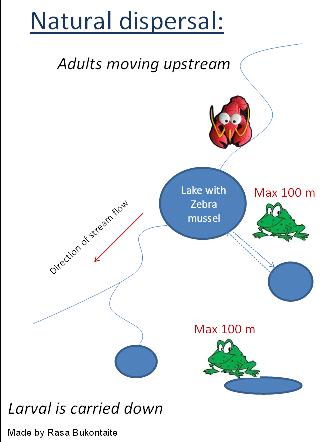 Natural dispersal:
Adults moving upstream
Lake with
Zebra
mussel
Max 100 m
Direction of stream flow
Max 100 m
Larval is carried down
Made by Rasa Bukontaite